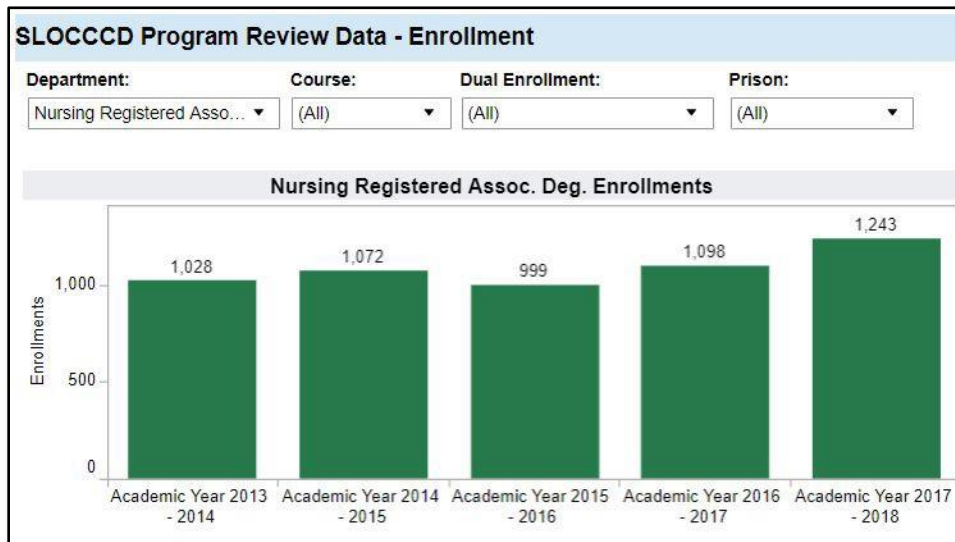 SLOCCCD Program Review Data - Enrollment
Department: Course: Dual Enrollment: Prison:
Nursing Registered Asso... (All) (All) (All)
Nursing Registered Assoc. Deg. Enrollments
1,243
1,028 1,072 999 1,098
1,000
500
0
Enrollments
Academic Year 2013 Academic Year 2014 Academic Year 2015 Academic Year 2016 Academic Year 2017
- 2014 - 2015 - 2016 - 2017 - 2018